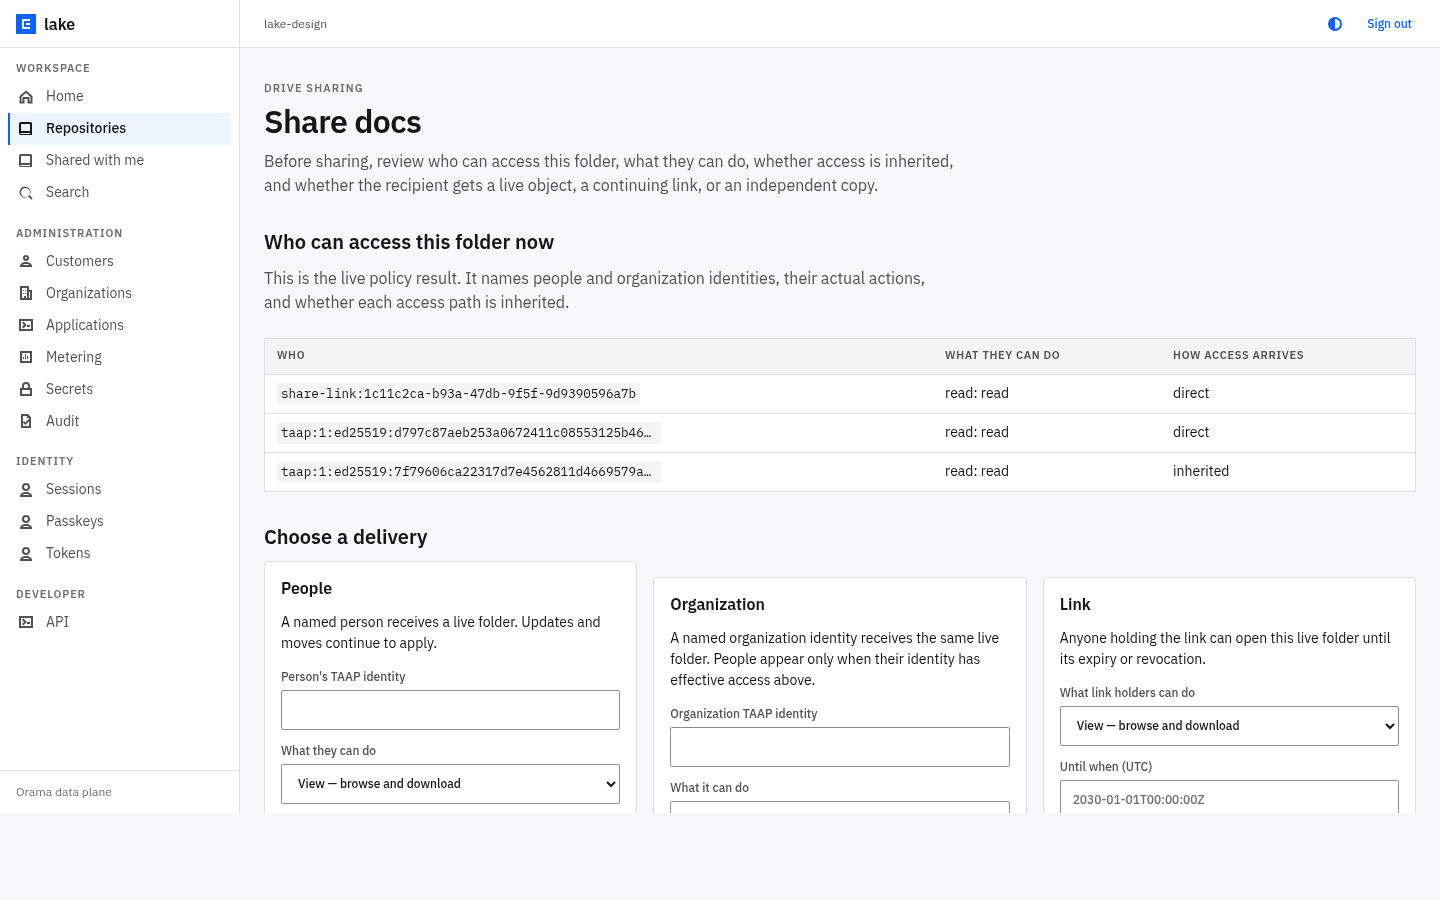 lake
lake-design
Sign out
WORKSPACE
Home
Repositories
Shared with me
Search
ADMINISTRATION
Customers
Organizations
Applications
Metering
Secrets
Audit
IDENTITY
Sessions
Passkeys
Tokens
DEVELOPER
API
Orama data plane
DRIVE SHARING
Share docs
Before sharing, review who can access this folder, what they can do, whether access is inherited,
and whether the recipient gets a live object, a continuing link, or an independent copy.
Who can access this folder now
This is the live policy result. It names people and organization identities, their actual actions,
and whether each access path is inherited.
WHO WHAT THEY CAN DO HOW ACCESS ARRIVES
share-link:1c11c2ca-b93a-47db-9f5f-9d9390596a7b read: read direct
taap:1:ed25519:d797c87aeb253a0672411c08553125b46… read: read direct
taap:1:ed25519:7f79606ca22317d7e4562811d4669579a… read: read inherited
Choose a delivery
People
A named person receives a live folder. Updates and
moves continue to apply.
Person's TAAP identity
What they can do
View — browse and download
Organization
A named organization identity receives the same live
folder. People appear only when their identity has
effective access above.
Organization TAAP identity
What it can do
Link
Anyone holding the link can open this live folder until
its expiry or revocation.
What link holders can do
View — browse and download
Until when (UTC)
2030-01-01T00:00:00Z